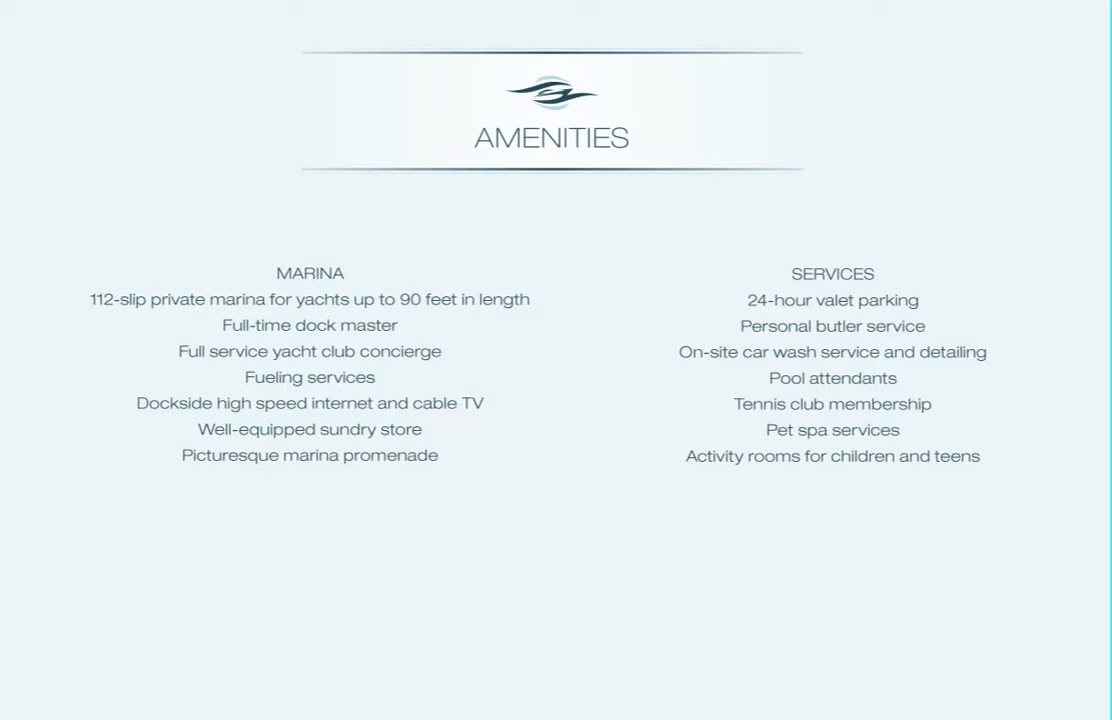 AMENITIES
MARINA
112-slip private marina for yachts up to 90 feet in length
Full-time dock master
Full service yacht club concierge
Fueling services
Dockside high speed internet and cable TV
Well-equipped sundry store
Picturesque marina promenade
SERVICES
24-hour valet parking
Personal butler service
On-site car wash service and detailing
Pool attendants
Tennis club membership
Pet spa services
Activity rooms for children and teens